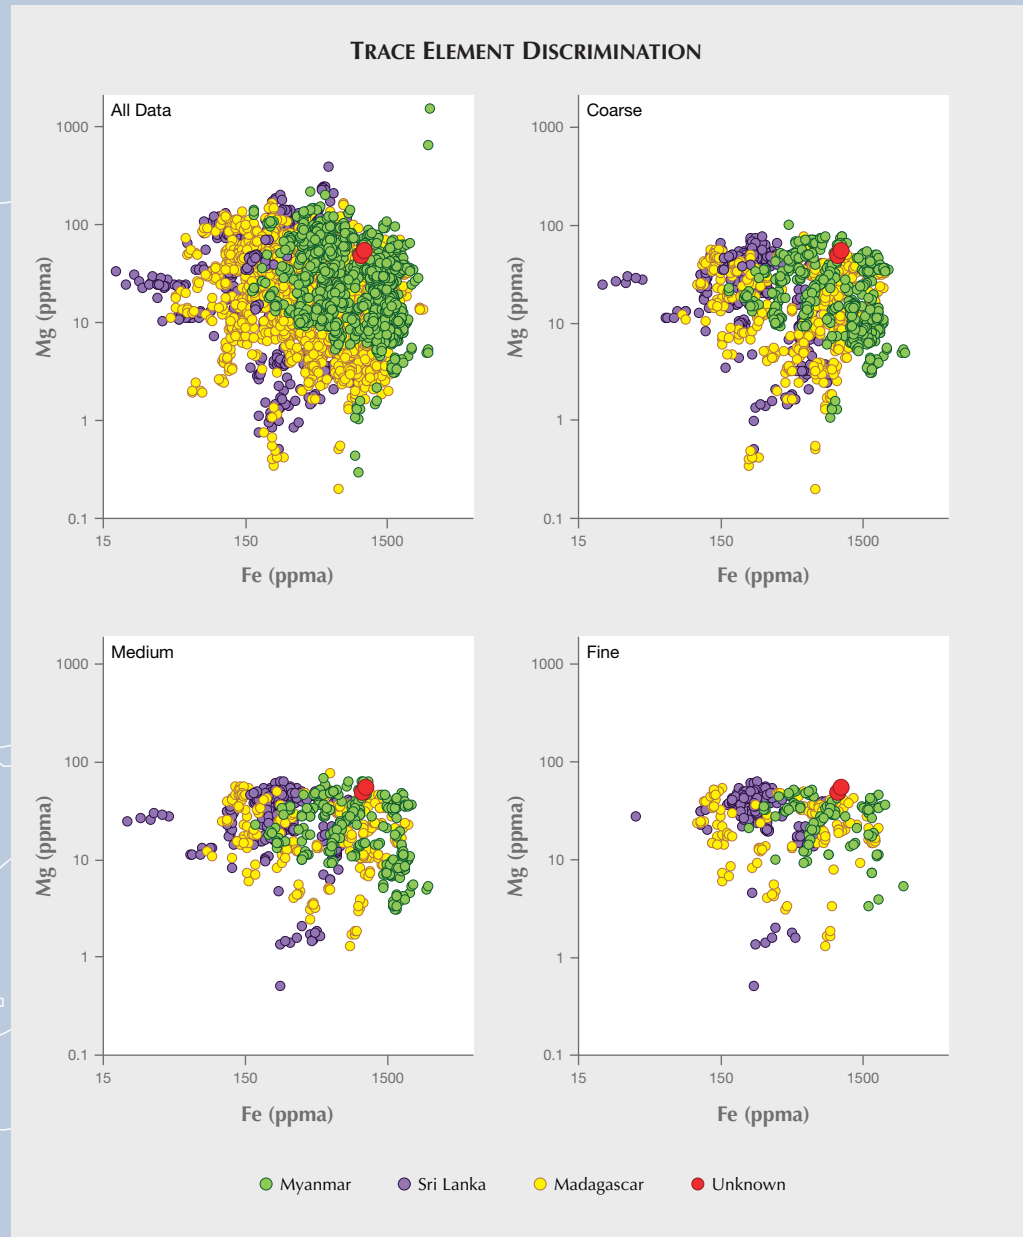 TRACE ELEMENT DISCRIMINATION
All Data
1000
100
10
1
0.1
15
150
1500
Mg (ppma)
Fe (ppma)
Coarse
1000
100
10
1
0.1
15
150
1500
Mg (ppma)
Fe (ppma)
Medium
1000
100
10
1
0.1
15
150
1500
Mg (ppma)
Fe (ppma)
Fine
1000
100
10
1
0.1
15
150
1500
Mg (ppma)
Fe (ppma)
Myanmar
Sri Lanka
Madagascar
Unknown